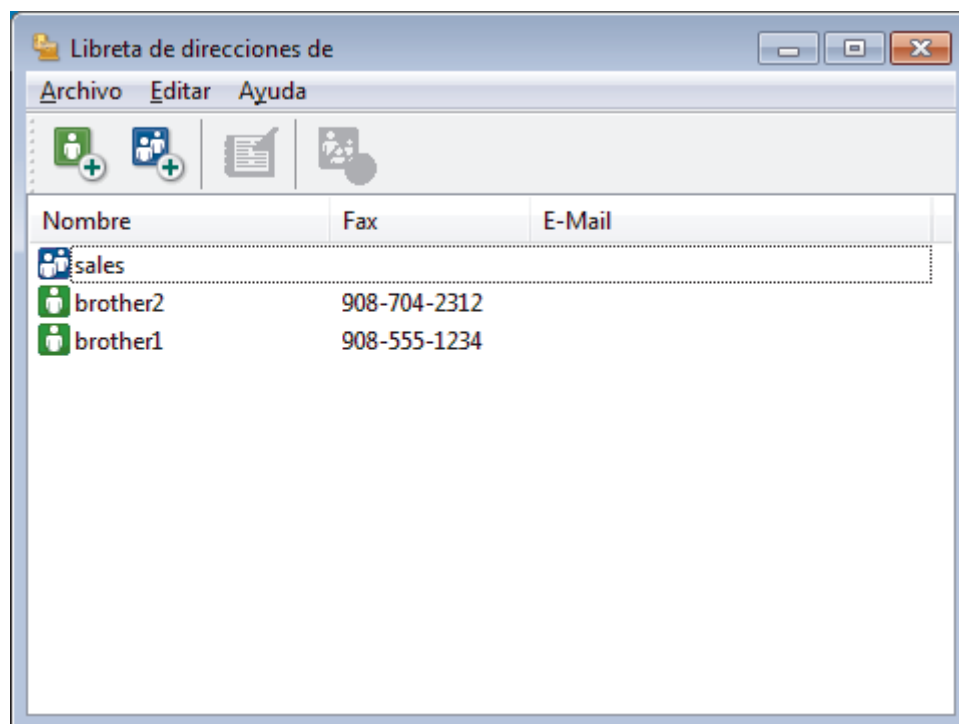 Libreta de direcciones de
Archivo Editar Ayuda
Nombre Fax E-Mail
sales
brother2 908-704-2312
brother1 908-555-1234